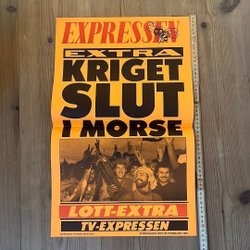 EXPRESSEN
EXTRA
KRIGET
SLUT
I MORSE
LOTT-EXTRA
TV-EXPRESSEN